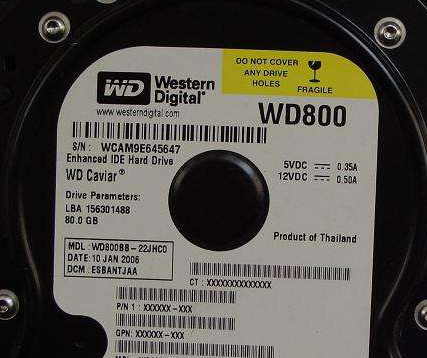 DO NOT COVER
ANY DRIVE
HOLES
FRAGILE
WD
Western
Digital®
www.westerndigital.com
WD800
S/N: WCAM9E645647
Enhanced IDE Hard Drive
WD Caviar®
5VDC 0.35A
12VDC 0.50A
Drive Parameters:
LBA 156301488
80.0 GB
Product of Thailand
MDL: WD800BB-22JHC0
DATE: 10 JAN 2006
DCM: ESBANTJAA
CT: XXXXXXXXXXXXXX
P/N 1: XXXXXX-XXX
GPN: XXXXXX-XXX